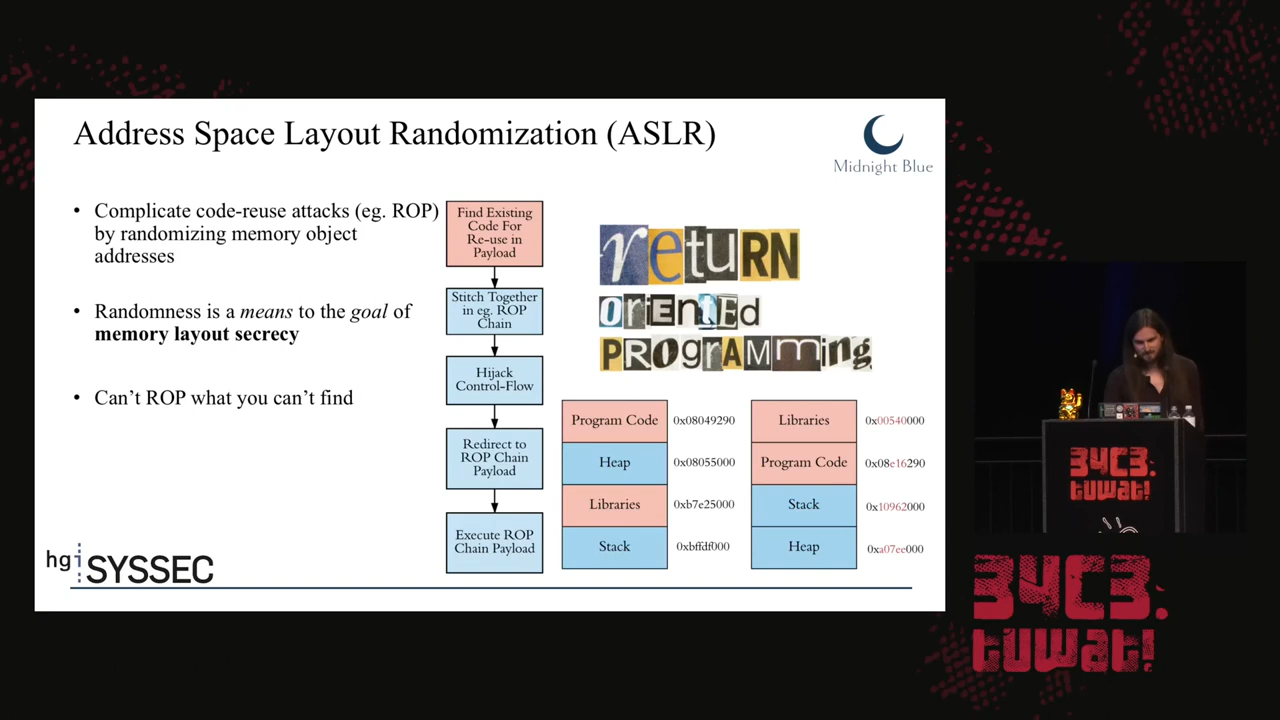 Address Space Layout Randomization (ASLR)
Midnight Blue
• Complicate code-reuse attacks (eg. ROP)
by randomizing memory object
addresses
• Randomness is a means to the goal of
memory layout secrecy
• Can't ROP what you can't find
Find Existing
Code For
Re-use in
Payload
Stitch Together
in eg. ROP
Chain
Hijack
Control-Flow
Redirect to
ROP Chain
Payload
Execute ROP
Chain Payload
return
oriented
PROgrAMming
Program Code 0x08049290
Heap 0x08055000
Libraries 0xb7e25000
Stack 0xbffdf000
Libraries 0x00540000
Program Code 0x08e16290
Stack 0x10962000
Heap 0xa07ee000
hgi SYSSEC
34C3.
tuwat!
34C3.
tuwat!